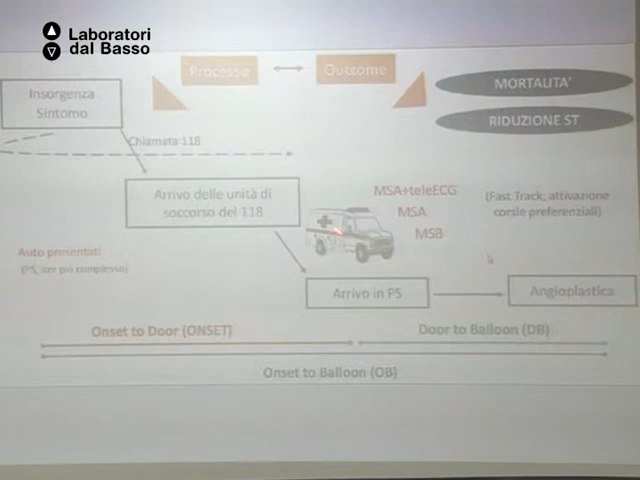 Laboratori
dal Basso
Processo
Outcome
Insorgenza
Sintomo
MORTALITA'
RIDUZIONE ST
Chiamata 118
Arrivo delle unità di
soccorso del 118
MSA+teleECG
MSA
MSB
(Fast Track, attivazione
corsie preferenziali)
Auto presentati
(PS, iter più complesso)
Arrivo in PS
Angioplastica
Onset to Door (ONSET)
Door to Balloon (DB)
Onset to Balloon (OB)